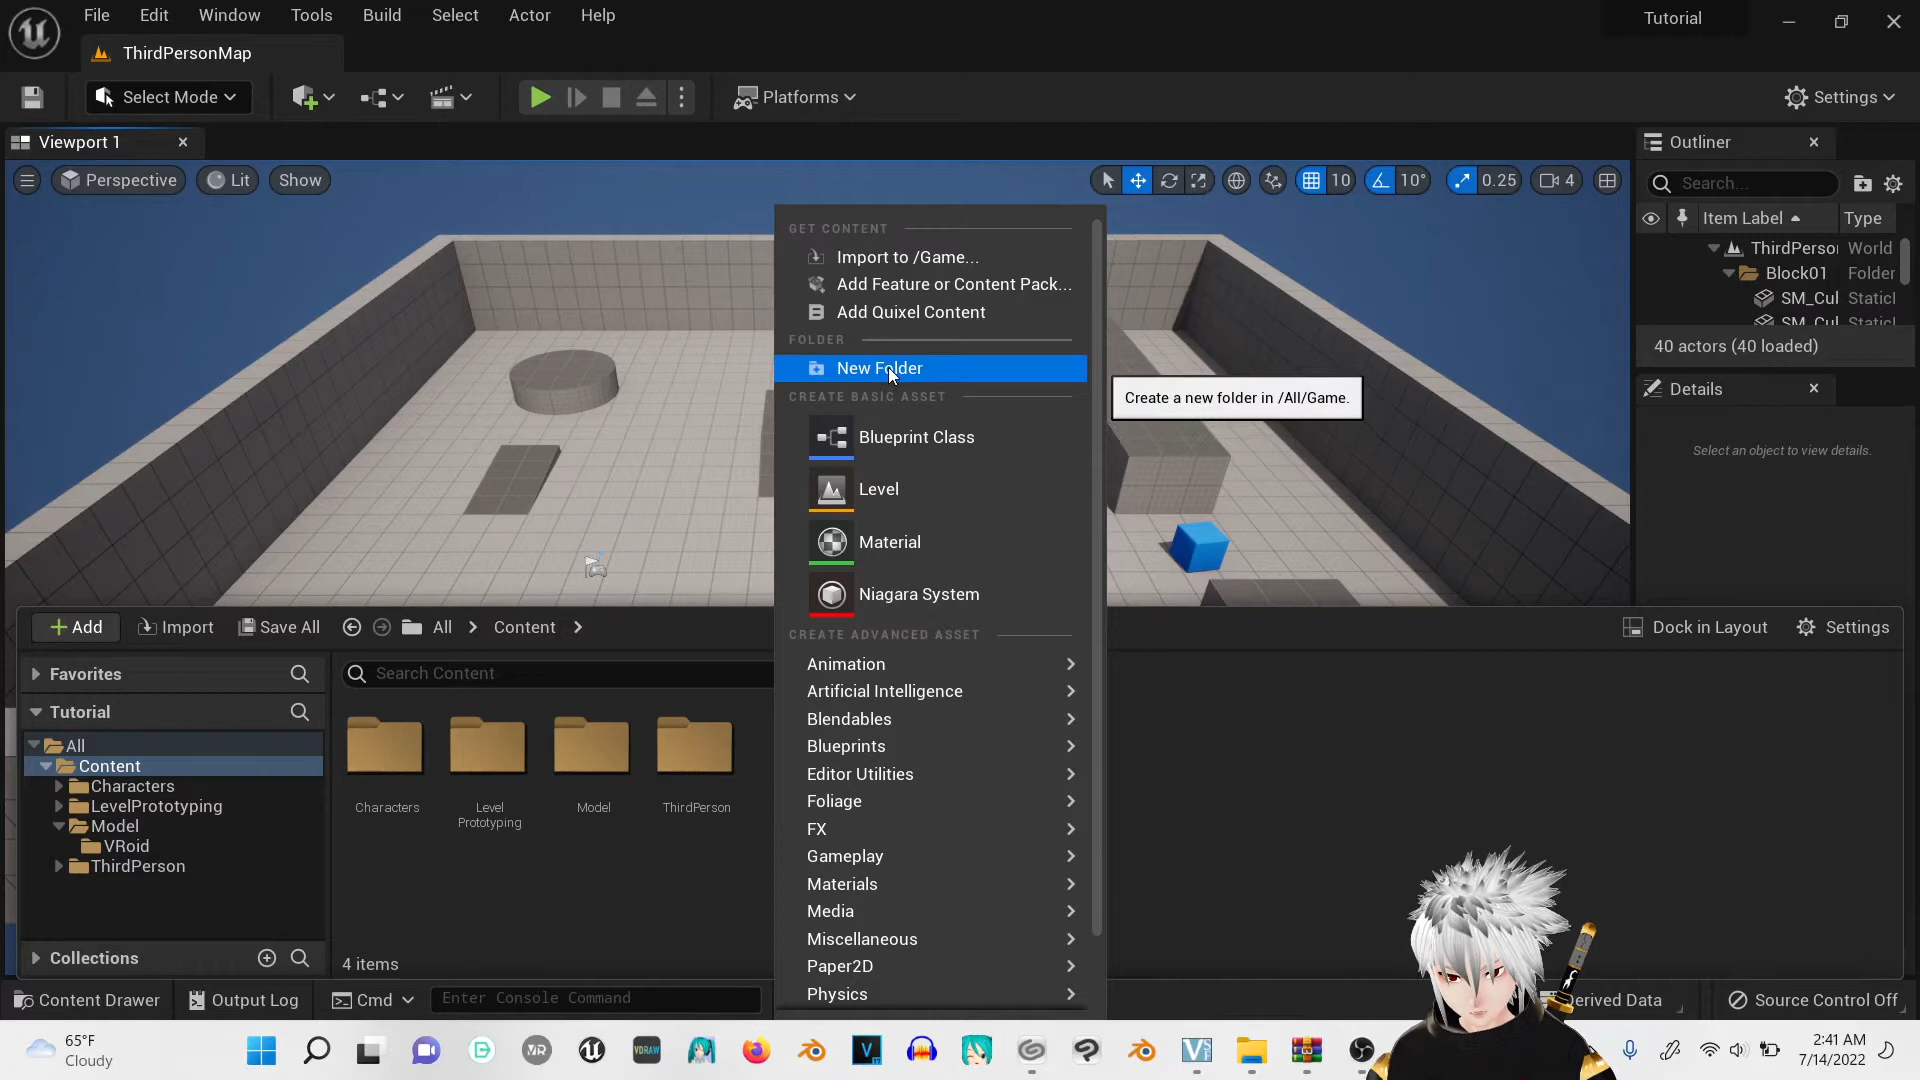 File Edit Window Tools Build Select Actor Help
Tutorial
ThirdPersonMap
Select Mode
Platforms
Settings
Viewport 1
Outliner
Perspective
Lit
Show
10
10°
0.25
4
Search...
Item Label
Type
ThirdPersor World
Block01 Folder
SM_Cul StaticI
SM_Cul StaticI
40 actors (40 loaded)
Details
Select an object to view details.
GET CONTENT
Import to /Game...
Add Feature or Content Pack...
Add Quixel Content
FOLDER
New Folder
Create a new folder in /All/Game.
CREATE BASIC ASSET
Blueprint Class
Level
Material
Niagara System
CREATE ADVANCED ASSET
Animation
Artificial Intelligence
Blendables
Blueprints
Editor Utilities
Foliage
FX
Gameplay
Materials
Media
Miscellaneous
Paper2D
Physics
Add
Import
Save All
All
Content
Dock in Layout
Settings
Favorites
Search Content
Tutorial
All
Content
Characters
LevelPrototyping
Model
VRoid
ThirdPerson
Collections
Characters
Level
Prototyping
Model
ThirdPerson
4 items
Content Drawer
Output Log
Cmd
Enter Console Command
erived Data
Source Control Off
65°F
Cloudy
VDRAW
2:41 AM
7/14/2022